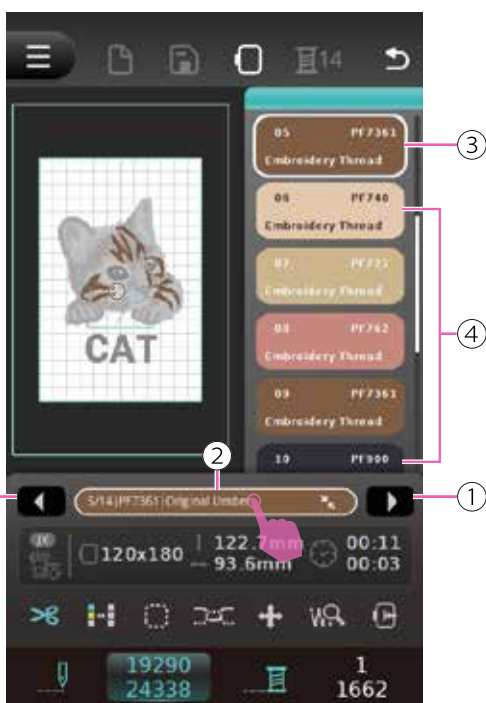 14
05 PF7361
Embroidery Thread
③
06 PF740
Embroidery Thread
07 PF721
Embroidery Thread
④
08 PF762
Embroidery Thread
09 PF7361
Embroidery Thread
10 PF900
CAT
②
5/14|PF7361:Original Umber
①
120x180
122.7mm
93.6mm
00:11
00:03
19290
24338
1
1662